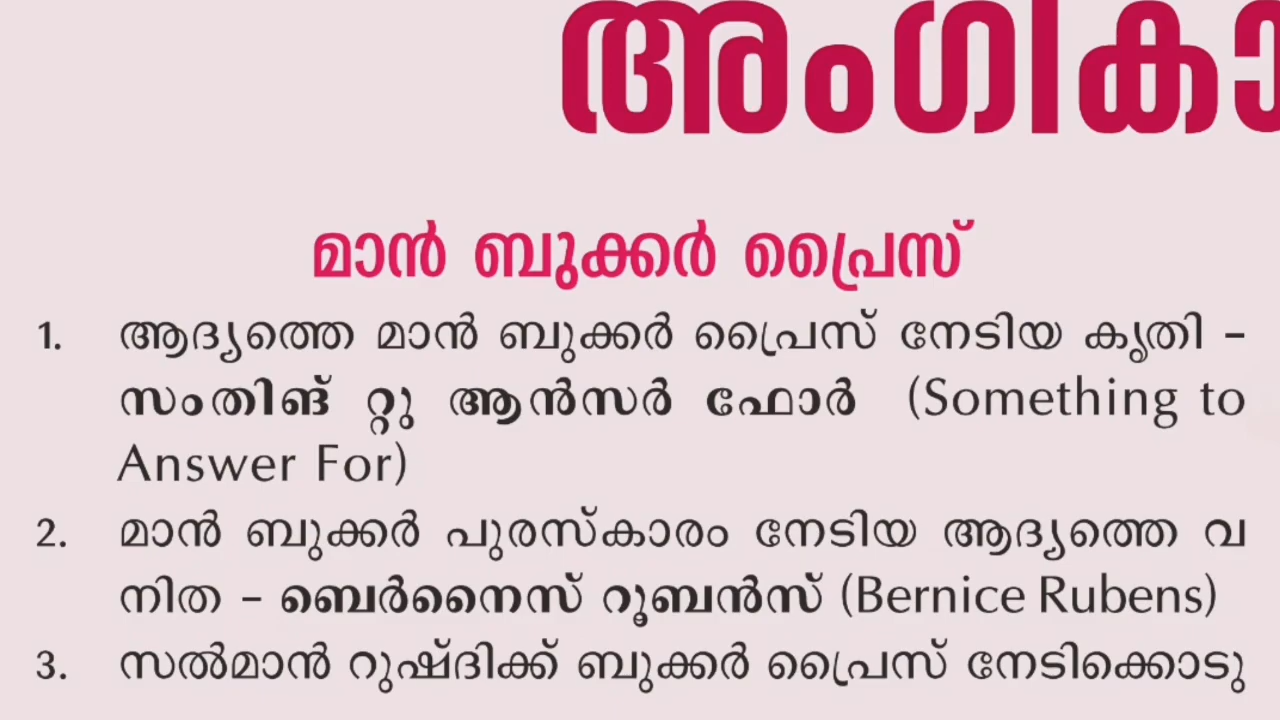 മാൻ ബുക്കർ പ്രൈസ്
1. ആദ്യത്തെ മാൻ ബുക്കർ പ്രൈസ് നേടിയ കൃതി –
സംതിങ് റ്റു ആൻസർ ഫോർ (Something to
Answer For)
2. മാൻ ബുക്കർ പുരസ്കാരം നേടിയ ആദ്യത്തെ വ
നിത – ബെർനൈസ് റൂബൻസ് (Bernice Rubens)
3. സൽമാൻ റുഷ്ദിക്ക് ബുക്കർ പ്രൈസ് നേടിക്കൊടു